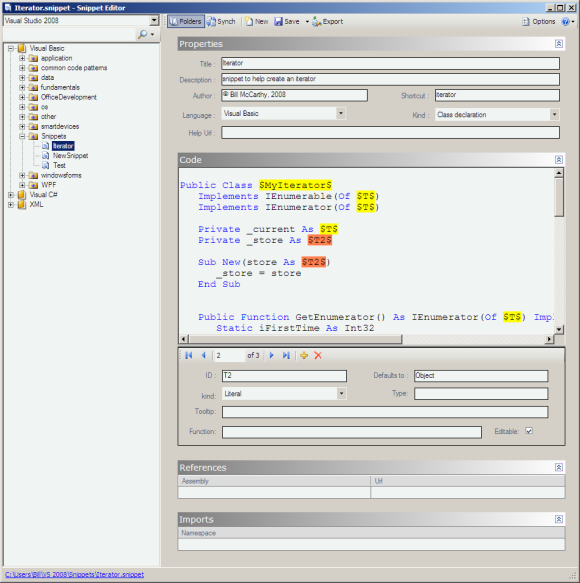 Iterator.snippet - Snippet Editor
Visual Studio 2008
Folders Synch New Save Export Options
Visual Basic
application
common code patterns
data
fundamentals
OfficeDevelopment
os
other
smartdevices
Snippets
Iterator
NewSnippet
Test
windowsforms
WPF
Visual C#
XML
Properties
Title : Iterator
Description : snippet to help create an iterator
Author : © Bill McCarthy, 2008 Shortcut : Iterator
Language : Visual Basic Kind : Class declaration
Help Url :
Code
Public Class $MyIterator$
Implements IEnumerable(Of $T$)
Implements IEnumerator(Of $T$)
Private _current As $T$
Private _store As $T2$
Sub New(store As $T2$)
_store = store
End Sub
Public Function GetEnumerator() As IEnumerator(Of $T$) Impl
Static iFirstTime As Int32
2 of 3
ID : T2 Defaults to : Object
kind: Literal Type:
Tooltip:
Function: Editable:
References
Assembly Url
Imports
Namespace
C:\Users\Bill\VS 2008\Snippets\Iterator.snippet